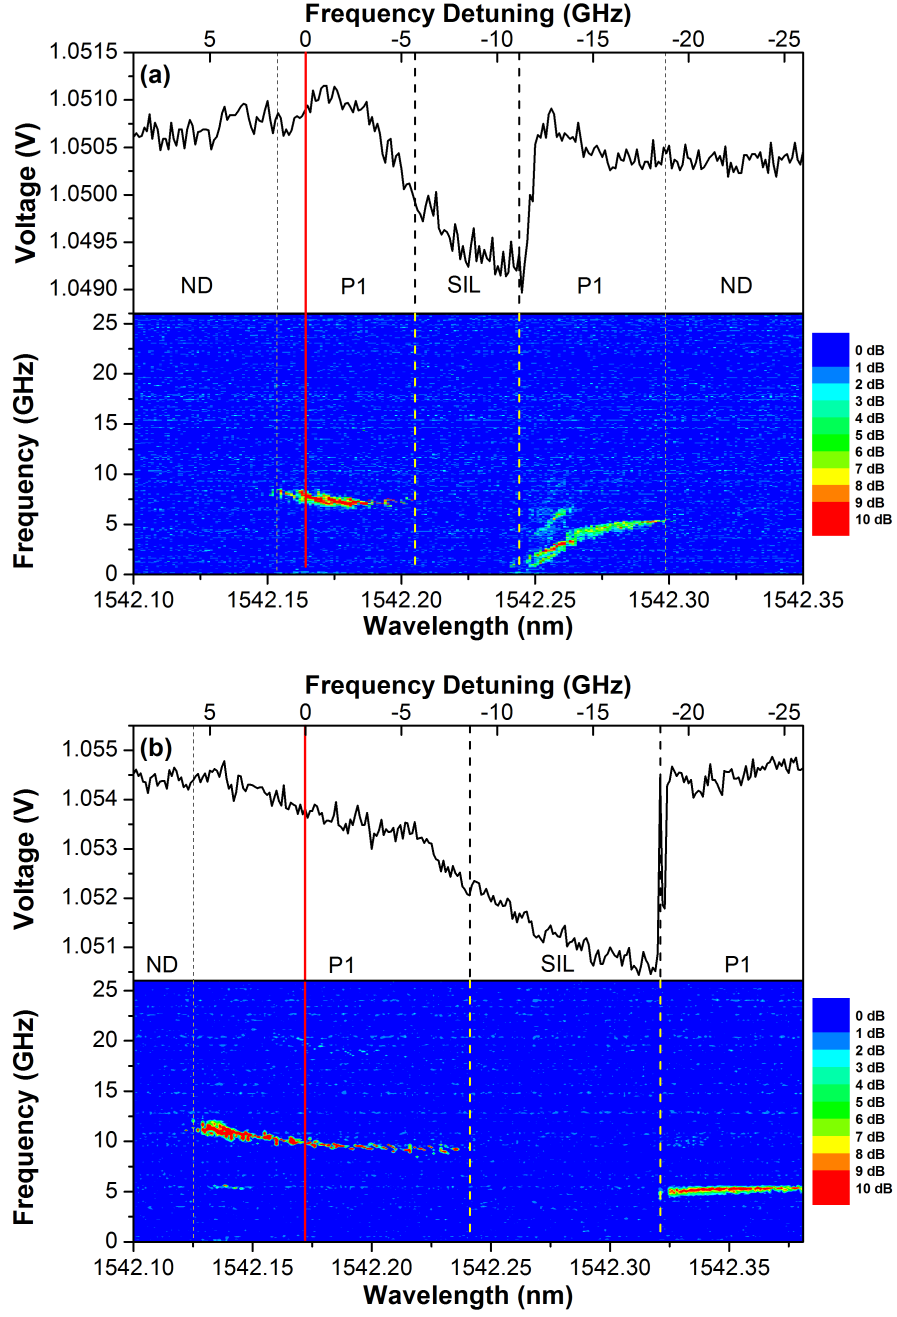 Frequency Detuning (GHz)
5 0 -5 -10 -15 -20 -25
(a)
1.0515
1.0510
1.0505
1.0500
1.0495
1.0490
Voltage (V)
ND P1 SIL P1 ND
25
20
15
10
5
0
Frequency (GHz)
0 dB
1 dB
2 dB
3 dB
4 dB
5 dB
6 dB
7 dB
8 dB
9 dB
10 dB
1542.10 1542.15 1542.20 1542.25 1542.30 1542.35
Wavelength (nm)
Frequency Detuning (GHz)
5 0 -5 -10 -15 -20 -25
(b)
1.055
1.054
1.053
1.052
1.051
Voltage (V)
ND P1 SIL P1
25
20
15
10
5
0
Frequency (GHz)
0 dB
1 dB
2 dB
3 dB
4 dB
5 dB
6 dB
7 dB
8 dB
9 dB
10 dB
1542.10 1542.15 1542.20 1542.25 1542.30 1542.35
Wavelength (nm)